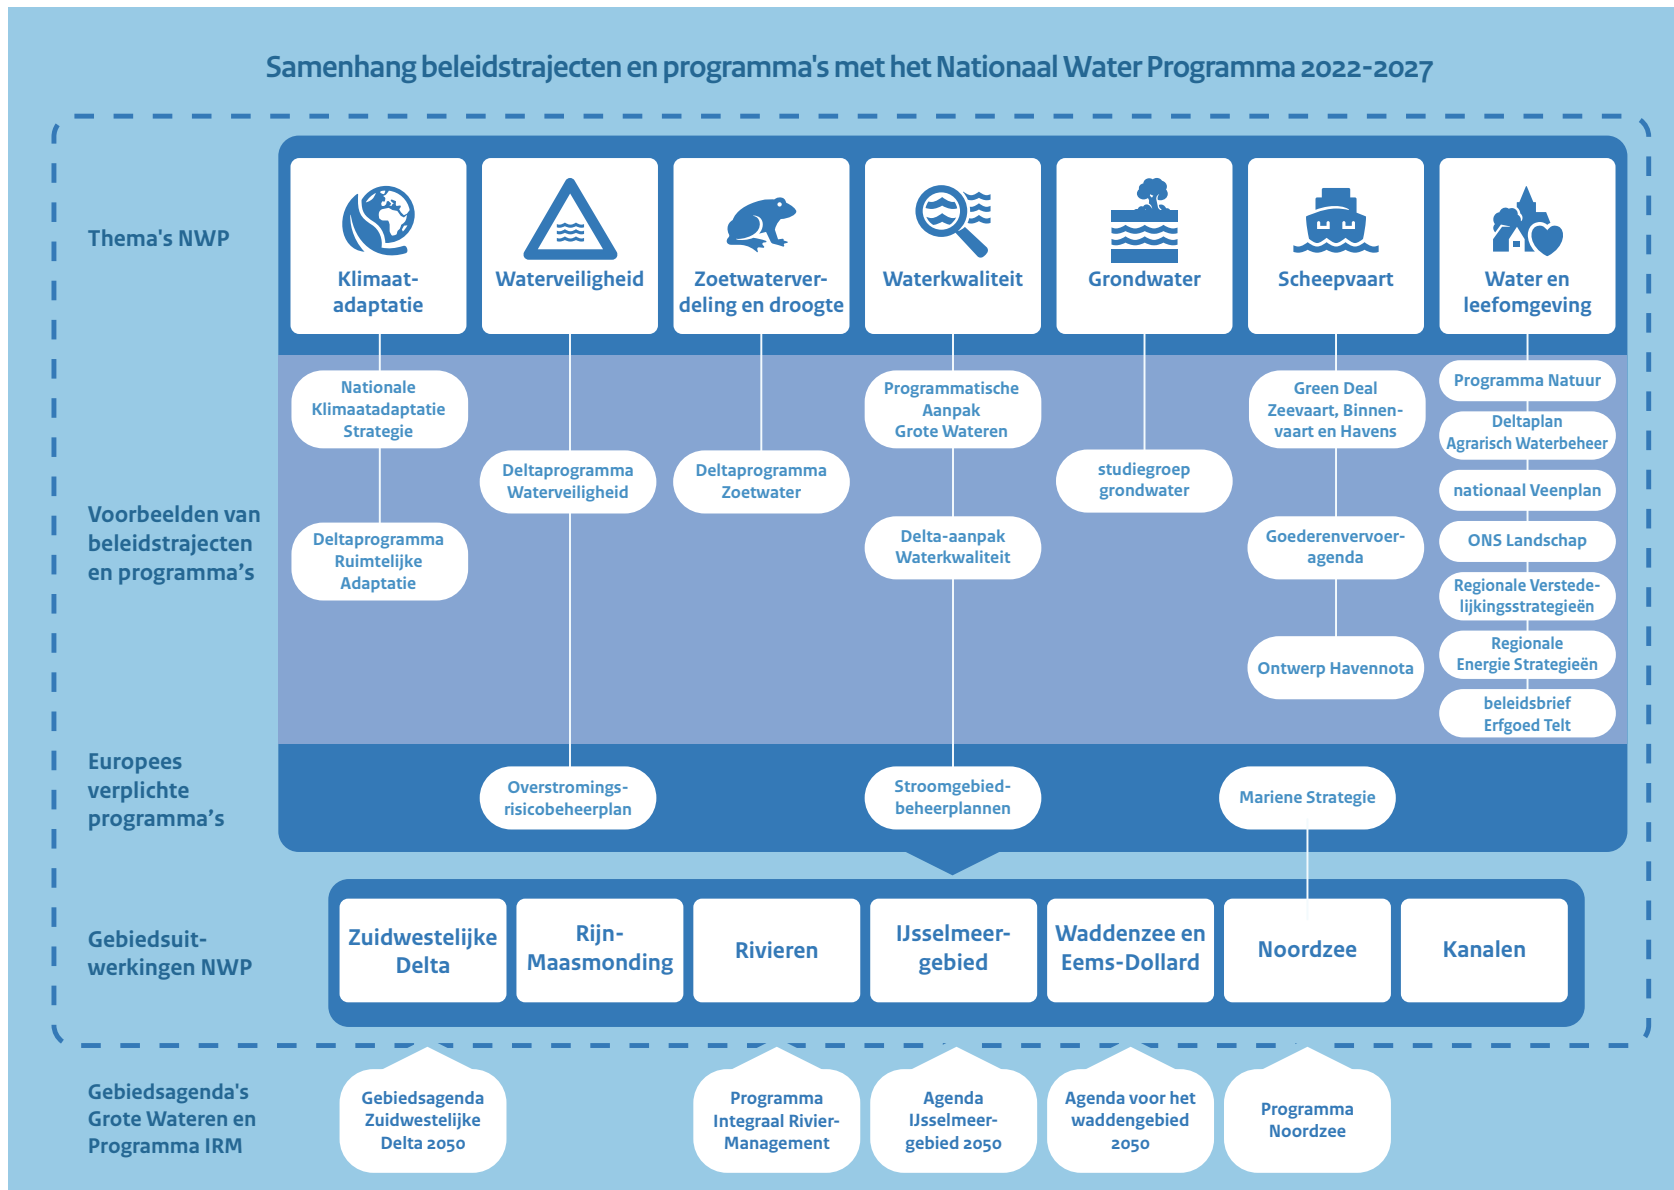 Samenhang beleidstrajecten en programma's met het Nationaal Water Programma 2022-2027
Thema's NWP
Klimaat-
adaptatie
Waterveiligheid
Zoetwaterver-
deling en droogte
Waterkwaliteit
Grondwater
Scheepvaart
Water en
leefomgeving
Voorbeelden van
beleidstrajecten
en programma’s
Nationale
Klimaatadaptatie
Strategie
Deltaprogramma
Ruimtelijke
Adaptatie
Deltaprogramma
Waterveiligheid
Deltaprogramma
Zoetwater
Programmatische
Aanpak
Grote Wateren
Delta-aanpak
Waterkwaliteit
studiegroep
grondwater
Green Deal
Zeevaart, Binnen-
vaart en Havens
Goederenvervoer-
agenda
Ontwerp Havennota
Programma Natuur
Deltaplan
Agrarisch Waterbeheer
nationaal Veenplan
ONS Landschap
Regionale Verstede-
lijkingsstrategieën
Regionale
Energie Strategieën
beleidsbrief
Erfgoed Telt
Europees
verplichte
programma’s
Overstromings-
risicobeheerplan
Stroomgebied-
beheerplannen
Mariene Strategie
Gebiedsuit-
werkingen NWP
Zuidwestelijke
Delta
Rijn-
Maasmonding
Rivieren
IJsselmeer-
gebied
Waddenzee en
Eems-Dollard
Noordzee
Kanalen
Gebiedsagenda's
Grote Wateren en
Programma IRM
Gebiedsagenda
Zuidwestelijke
Delta 2050
Programma
Integraal Rivier-
Management
Agenda
IJsselmeer-
gebied 2050
Agenda voor het
waddengebied
2050
Programma
Noordzee